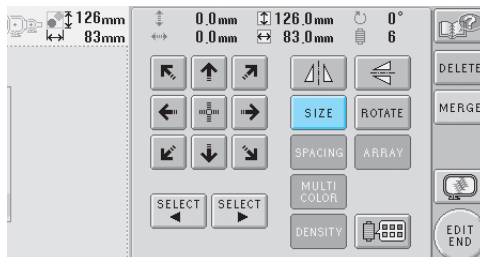 126mm
83mm
0.0mm 126.0mm 0°
0.0mm 83.0mm 6
DELETE
SIZE ROTATE MERGE
SPACING ARRAY
MULTI COLOR
SELECT SELECT
DENSITY
EDIT END